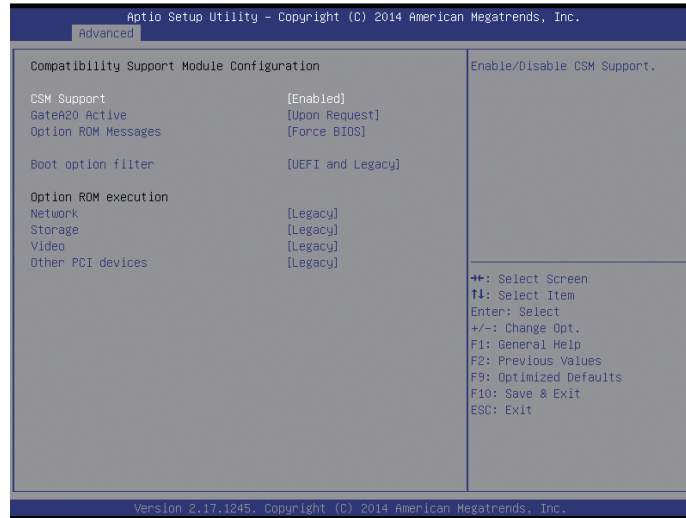 Aptio Setup Utility – Copyright (C) 2014 American Megatrends, Inc.
Advanced
Compatibility Support Module Configuration
CSM Support [Enabled]
GateA20 Active [Upon Request]
Option ROM Messages [Force BIOS]
Boot option filter [UEFI and Legacy]
Option ROM execution
Network [Legacy]
Storage [Legacy]
Video [Legacy]
Other PCI devices [Legacy]
Enable/Disable CSM Support.
→←: Select Screen
↑↓: Select Item
Enter: Select
+/-: Change Opt.
F1: General Help
F2: Previous Values
F9: Optimized Defaults
F10: Save & Exit
ESC: Exit
Version 2.17.1245. Copyright (C) 2014 American Megatrends, Inc.